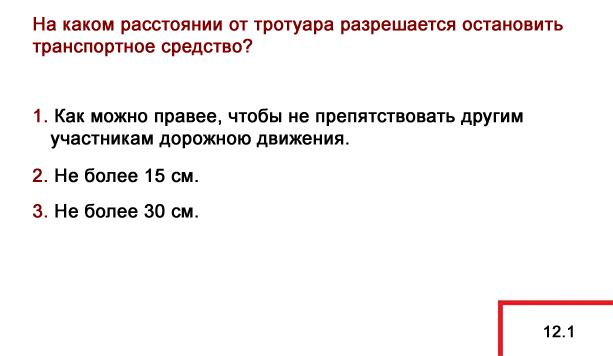 На каком расстоянии от тротуара разрешается остановить
транспортное средство?
1. Как можно правее, чтобы не препятствовать другим
участникам дорожною движения.
2. Не более 15 см.
3. Не более 30 см.
12.1